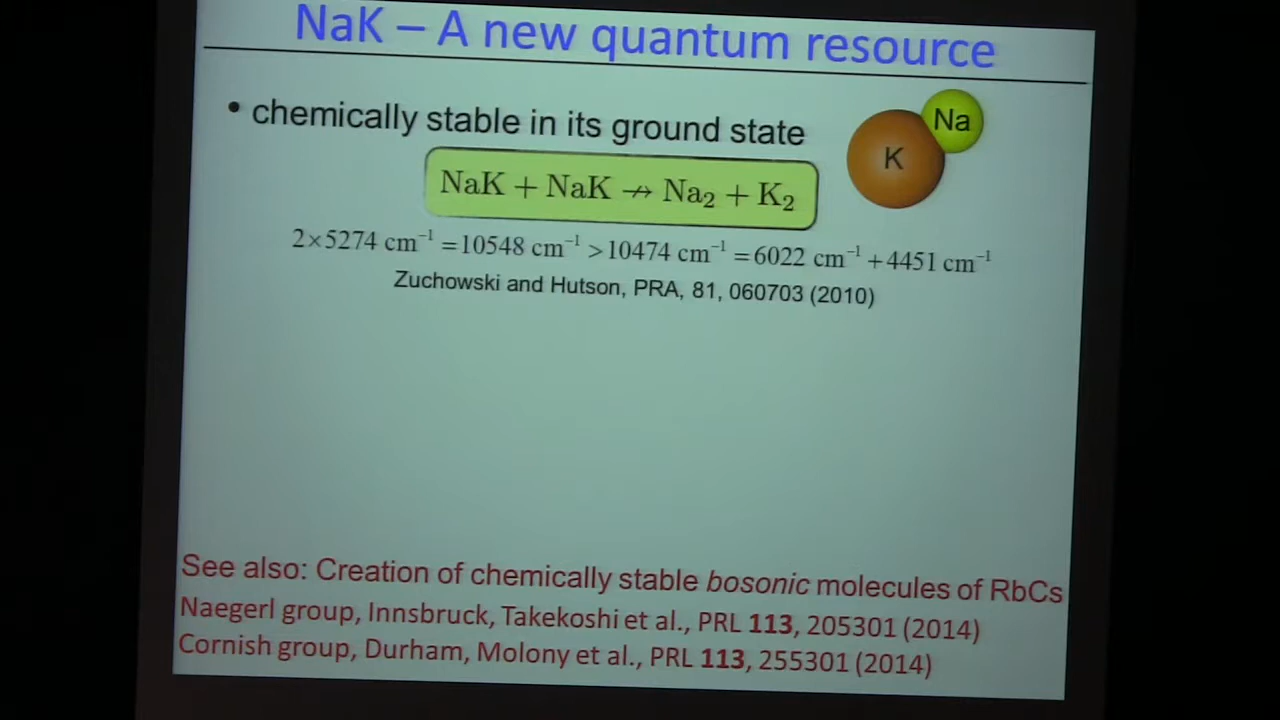 NaK – A new quantum resource
• chemically stable in its ground state
Na
K
NaK + NaK ↛ Na₂ + K₂
2×5274 cm⁻¹ =10548 cm⁻¹ >10474 cm⁻¹ =6022 cm⁻¹ +4451 cm⁻¹
Zuchowski and Hutson, PRA, 81, 060703 (2010)
See also: Creation of chemically stable bosonic molecules of RbCs
Naegerl group, Innsbruck, Takekoshi et al., PRL 113, 205301 (2014)
Cornish group, Durham, Molony et al., PRL 113, 255301 (2014)